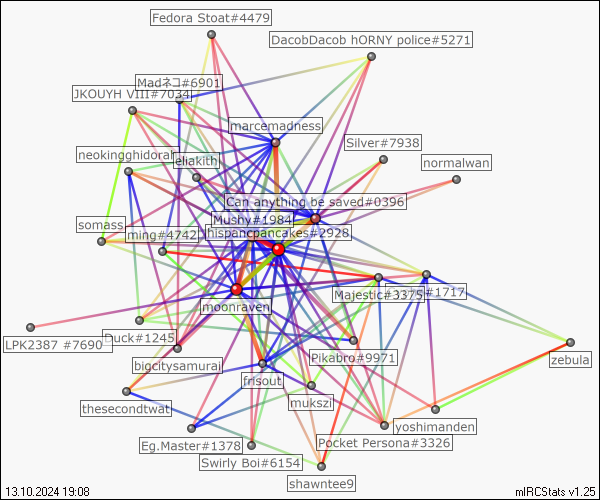 Fedora Stoat#4479
DacobDacob hORNY police#5271
Madネコ#6901
JKOUYH VIII#7034
marcemadness
Silver#7938
neokingghidorah
eliakith
normalwan
Can anything be saved#0396
Mushy#1984
somass
ming#4742
hispanicpancakes#2928
Majestic#3375
#1717
moonraven
LPK2387 #7690
Duck#1245
Pikabro#9971
zebula
bigcitysamurai
frisout
mukszi
thesecondtwat
yoshimanden
Eg.Master#1378
Pocket Persona#3326
Swirly Boi#6154
shawntee9
13.10.2024 19:08
mIRCStats v1.25